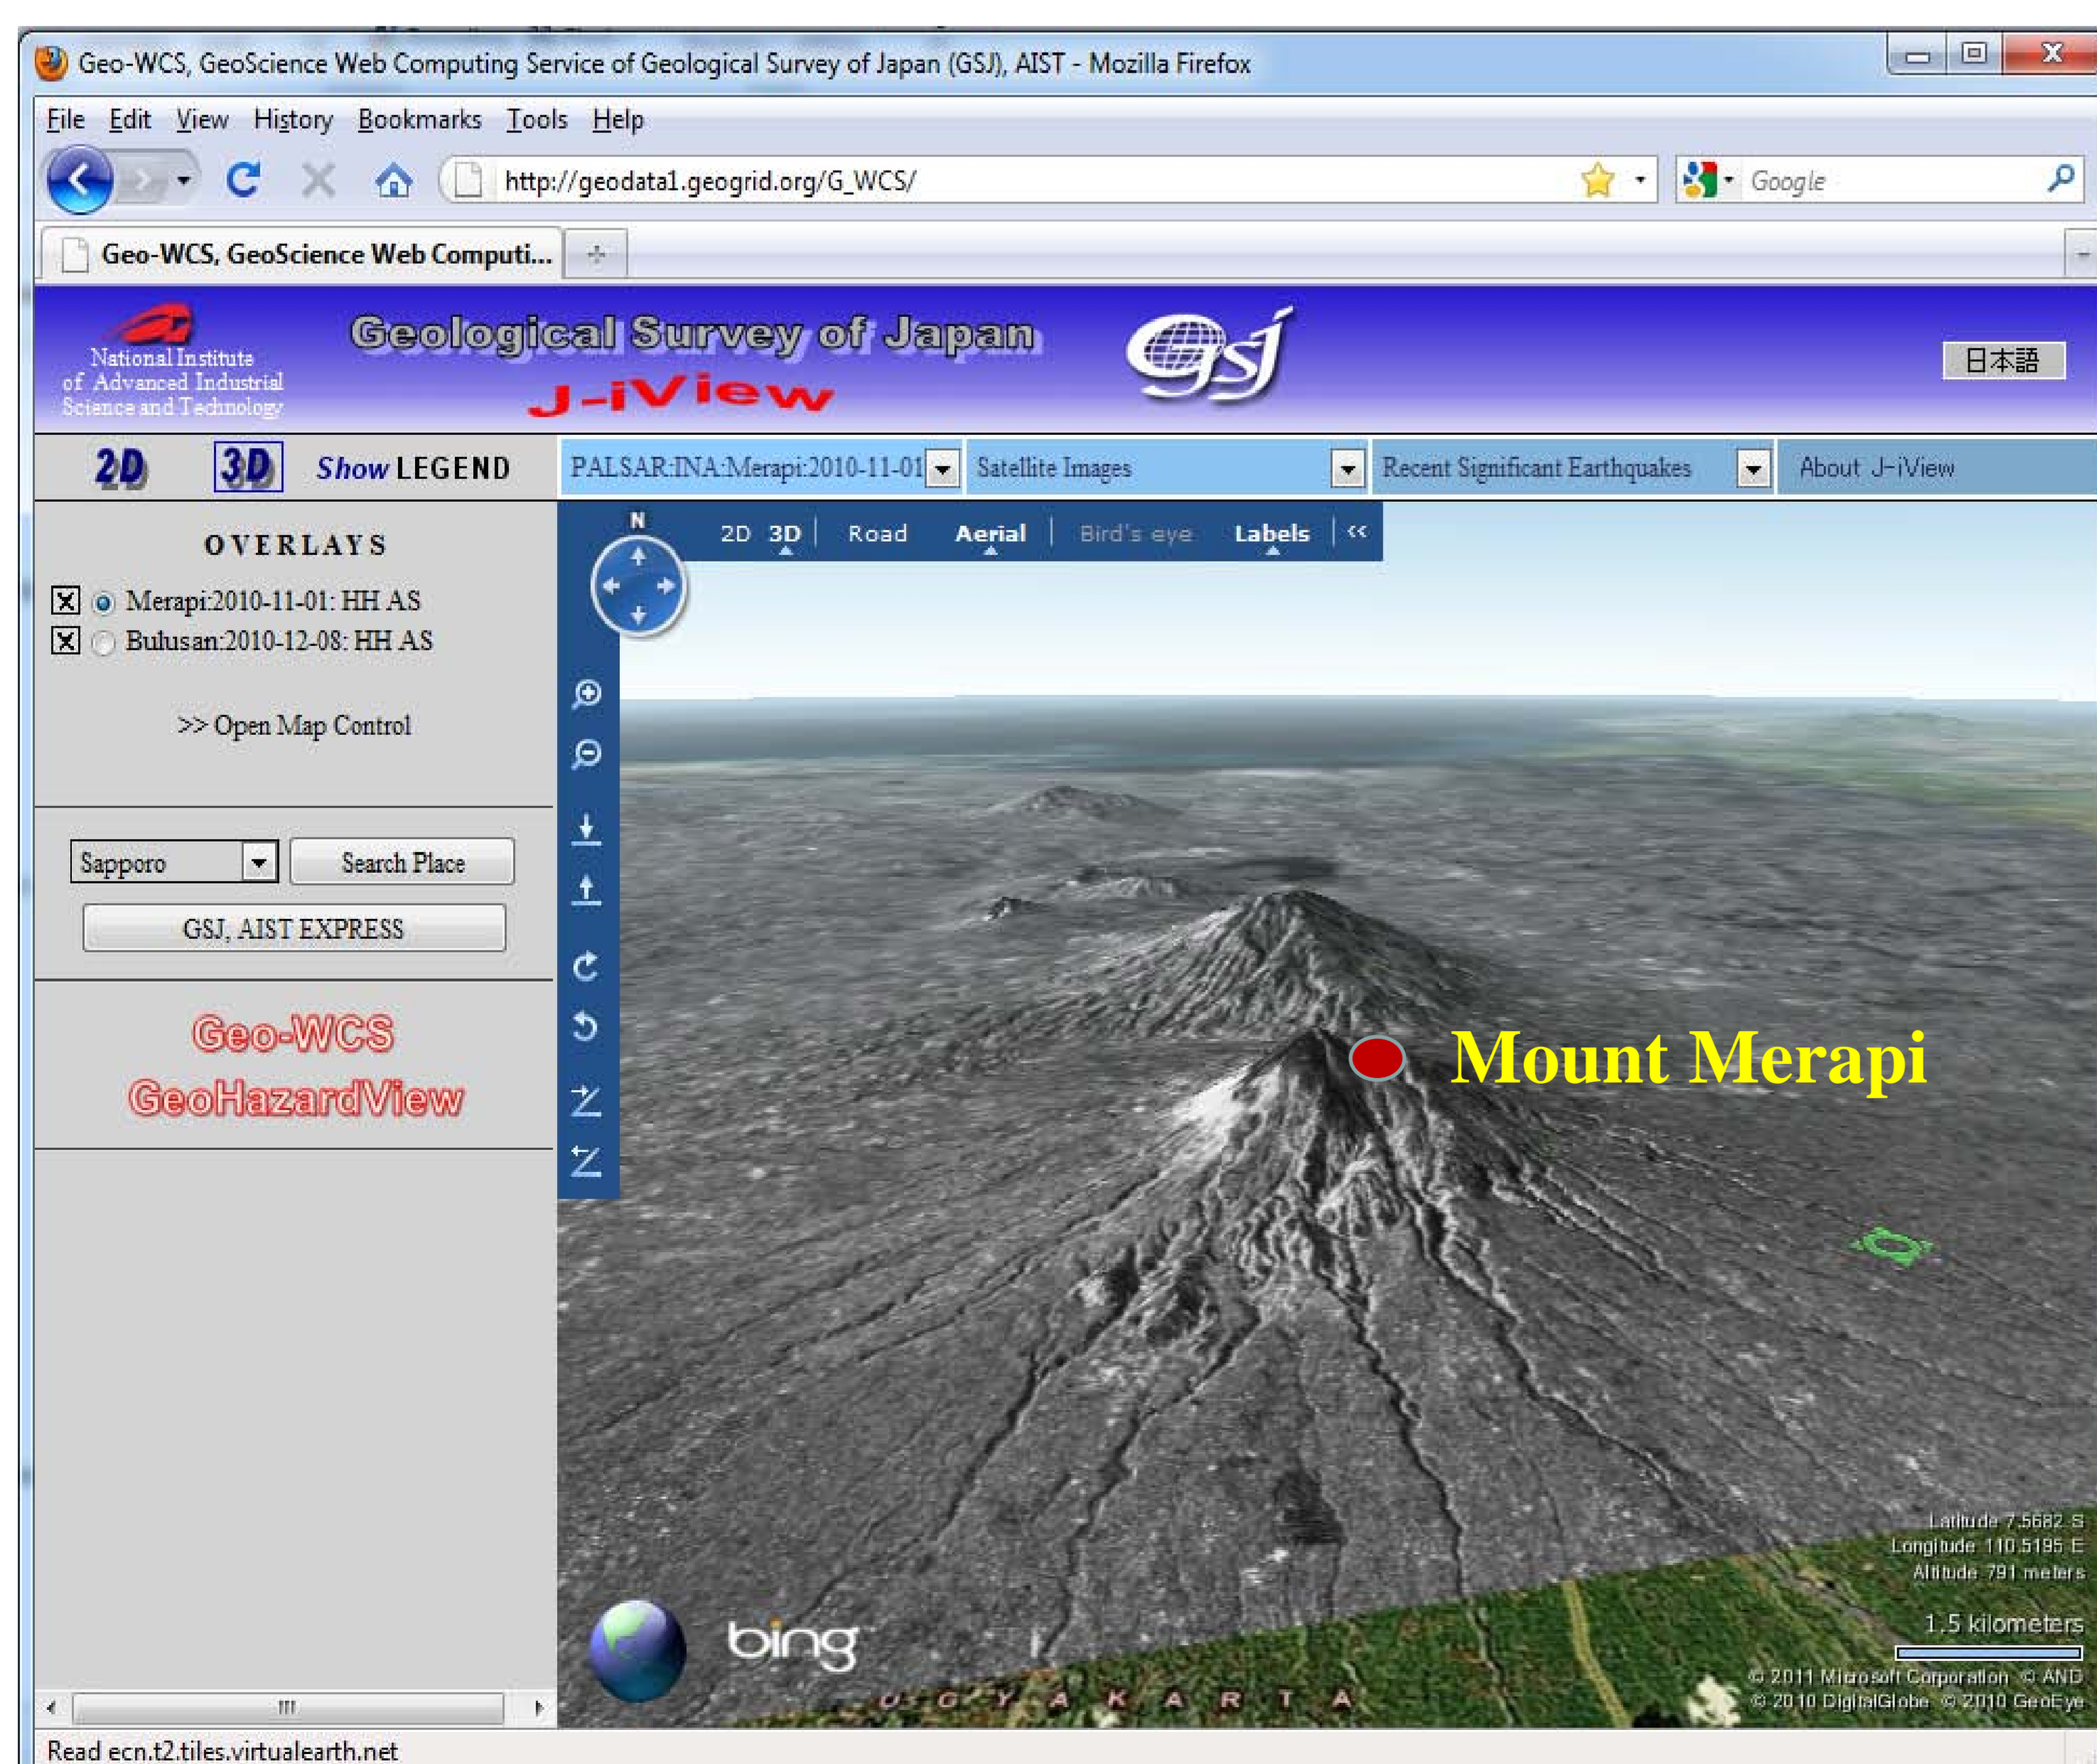 Geo-WCS, GeoScience Web Computing Service of Geological Survey of Japan (GSJ), AIST - Mozilla Firefox
File Edit View History Bookmarks Tools Help
http://geodata1.geogrid.org/G_WCS/
Google
Geo-WCS, GeoScience Web Computi...
National Institute
of Advanced Industrial
Science and Technology
Geological Survey of Japan
J-iView
GSJ
日本語
2D 3D Show LEGEND
PALSAR:INA:Merapi:2010-11-01
Satellite Images
Recent Significant Earthquakes
About J-iView
OVERLAYS
Merapi:2010-11-01: HH AS
Bulusan:2010-12-08: HH AS
>> Open Map Control
Sapporo
Search Place
GSJ, AIST EXPRESS
Geo-WCS
GeoHazardView
N
2D 3D Road Aerial Bird's eye Labels <<
Mount Merapi
Latitude 7.5682 S
Longitude 110.5195 E
Altitude 791 meters
1.5 kilometers
© 2011 Microsoft Corporation © AND
© 2010 DigitalGlobe © 2010 GeoEye
bing
UGYAKARTA
Read ecn.t2.tiles.virtualearth.net